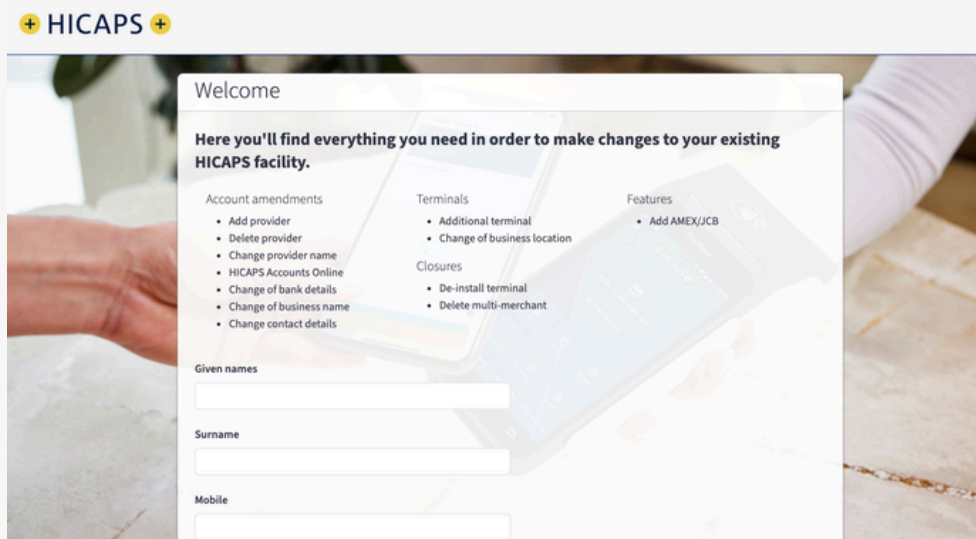 HICAPS
Welcome
Here you'll find everything you need in order to make changes to your existing
HICAPS facility.
Account amendments
• Add provider
• Delete provider
• Change provider name
• HICAPS Accounts Online
• Change of bank details
• Change of business name
• Change contact details
Terminals
• Additional terminal
• Change of business location
Closures
• De-install terminal
• Delete multi-merchant
Features
• Add AMEX/JCB
Given names
Surname
Mobile